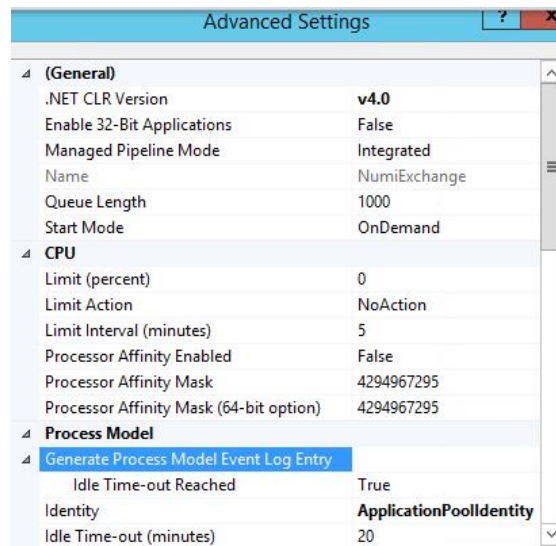 Advanced Settings ? x
(General)
.NET CLR Version v4.0
Enable 32-Bit Applications False
Managed Pipeline Mode Integrated
Name NumiExchange
Queue Length 1000
Start Mode OnDemand
CPU
Limit (percent) 0
Limit Action NoAction
Limit Interval (minutes) 5
Processor Affinity Enabled False
Processor Affinity Mask 4294967295
Processor Affinity Mask (64-bit option) 4294967295
Process Model
Generate Process Model Event Log Entry
Idle Time-out Reached True
Identity ApplicationPoolIdentity
Idle Time-out (minutes) 20